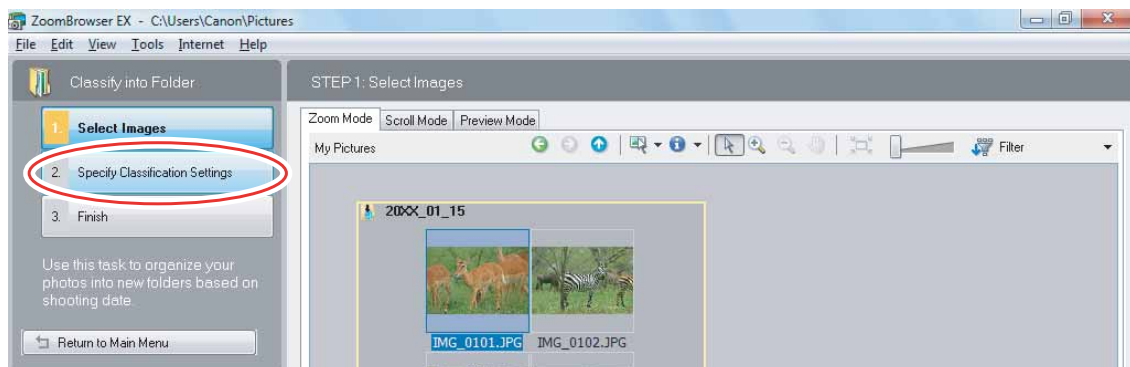 ZoomBrowser EX - C:\Users\Canon\Pictures
File Edit View Tools Internet Help
Classify into Folder
STEP 1: Select Images
1. Select Images
2. Specify Classification Settings
3. Finish
Use this task to organize your
photos into new folders based on
shooting date.
Return to Main Menu
Zoom Mode Scroll Mode Preview Mode
My Pictures
Filter
20XX_01_15
IMG_0101.JPG IMG_0102.JPG